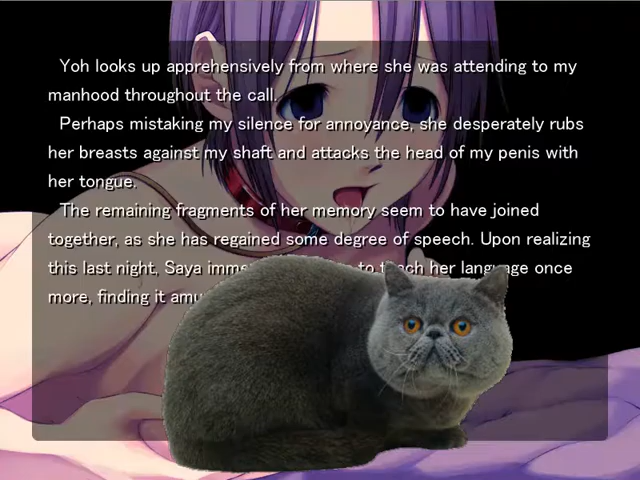 Yoh looks up apprehensively from where she was attending to my
manhood throughout the call.
Perhaps mistaking my silence for annoyance, she desperately rubs
her breasts against my shaft and attacks the head of my penis with
her tongue.
The remaining fragments of her memory seem to have joined
together, as she has regained some degree of speech. Upon realizing
this last night, Saya to her language once
more, finding it